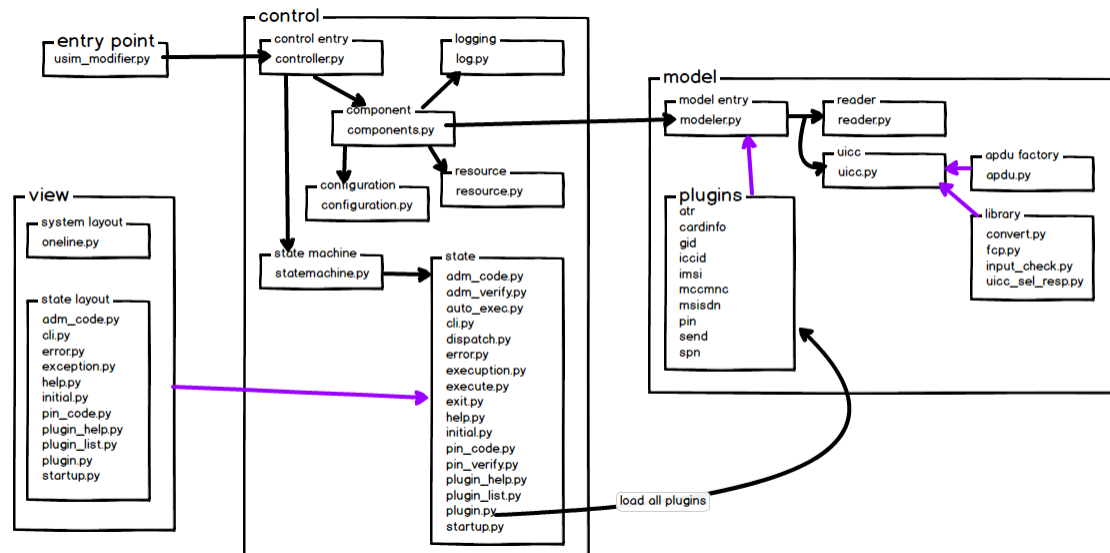 control
entry point
usim_modifier.py
control entry
controller.py
logging
log.py
component
components.py
configuration
configuration.py
resource
resource.py
state machine
statemachine.py
state
adm_code.py
adm_verify.py
auto_exec.py
cli.py
dispatch.py
error.py
execuption.py
execute.py
exit.py
help.py
initial.py
pin_code.py
pin_verify.py
plugin_help.py
plugin_list.py
plugin.py
startup.py
view
system layout
oneline.py
state layout
adm_code.py
cli.py
error.py
exception.py
help.py
initial.py
pin_code.py
plugin_help.py
plugin_list.py
plugin.py
startup.py
model
model entry
modeler.py
reader
reader.py
uicc
uicc.py
apdu factory
apdu.py
library
convert.py
fcp.py
input_check.py
uicc_sel_resp.py
plugins
atr
cardinfo
gid
iccid
imsi
mccmnc
msisdn
pin
send
spn
load all plugins